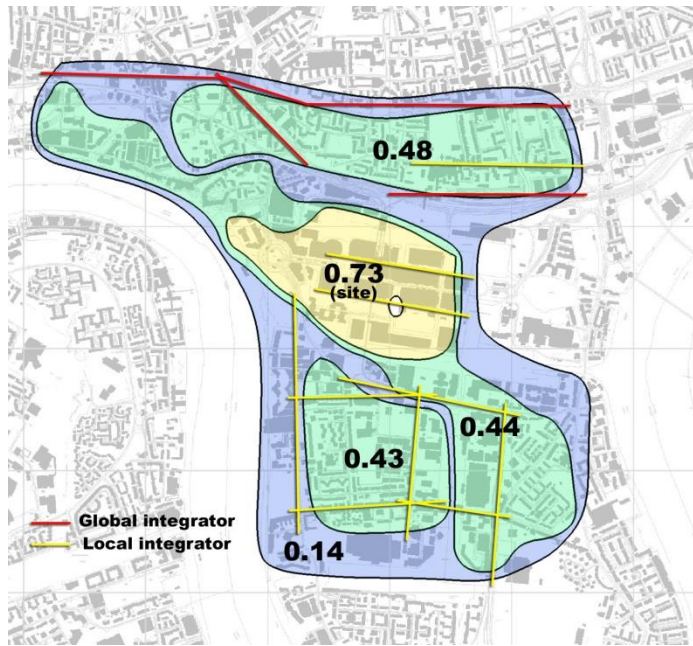 0.48
0.73
(site)
0.44
0.43
0.14
Global integrator
Local integrator